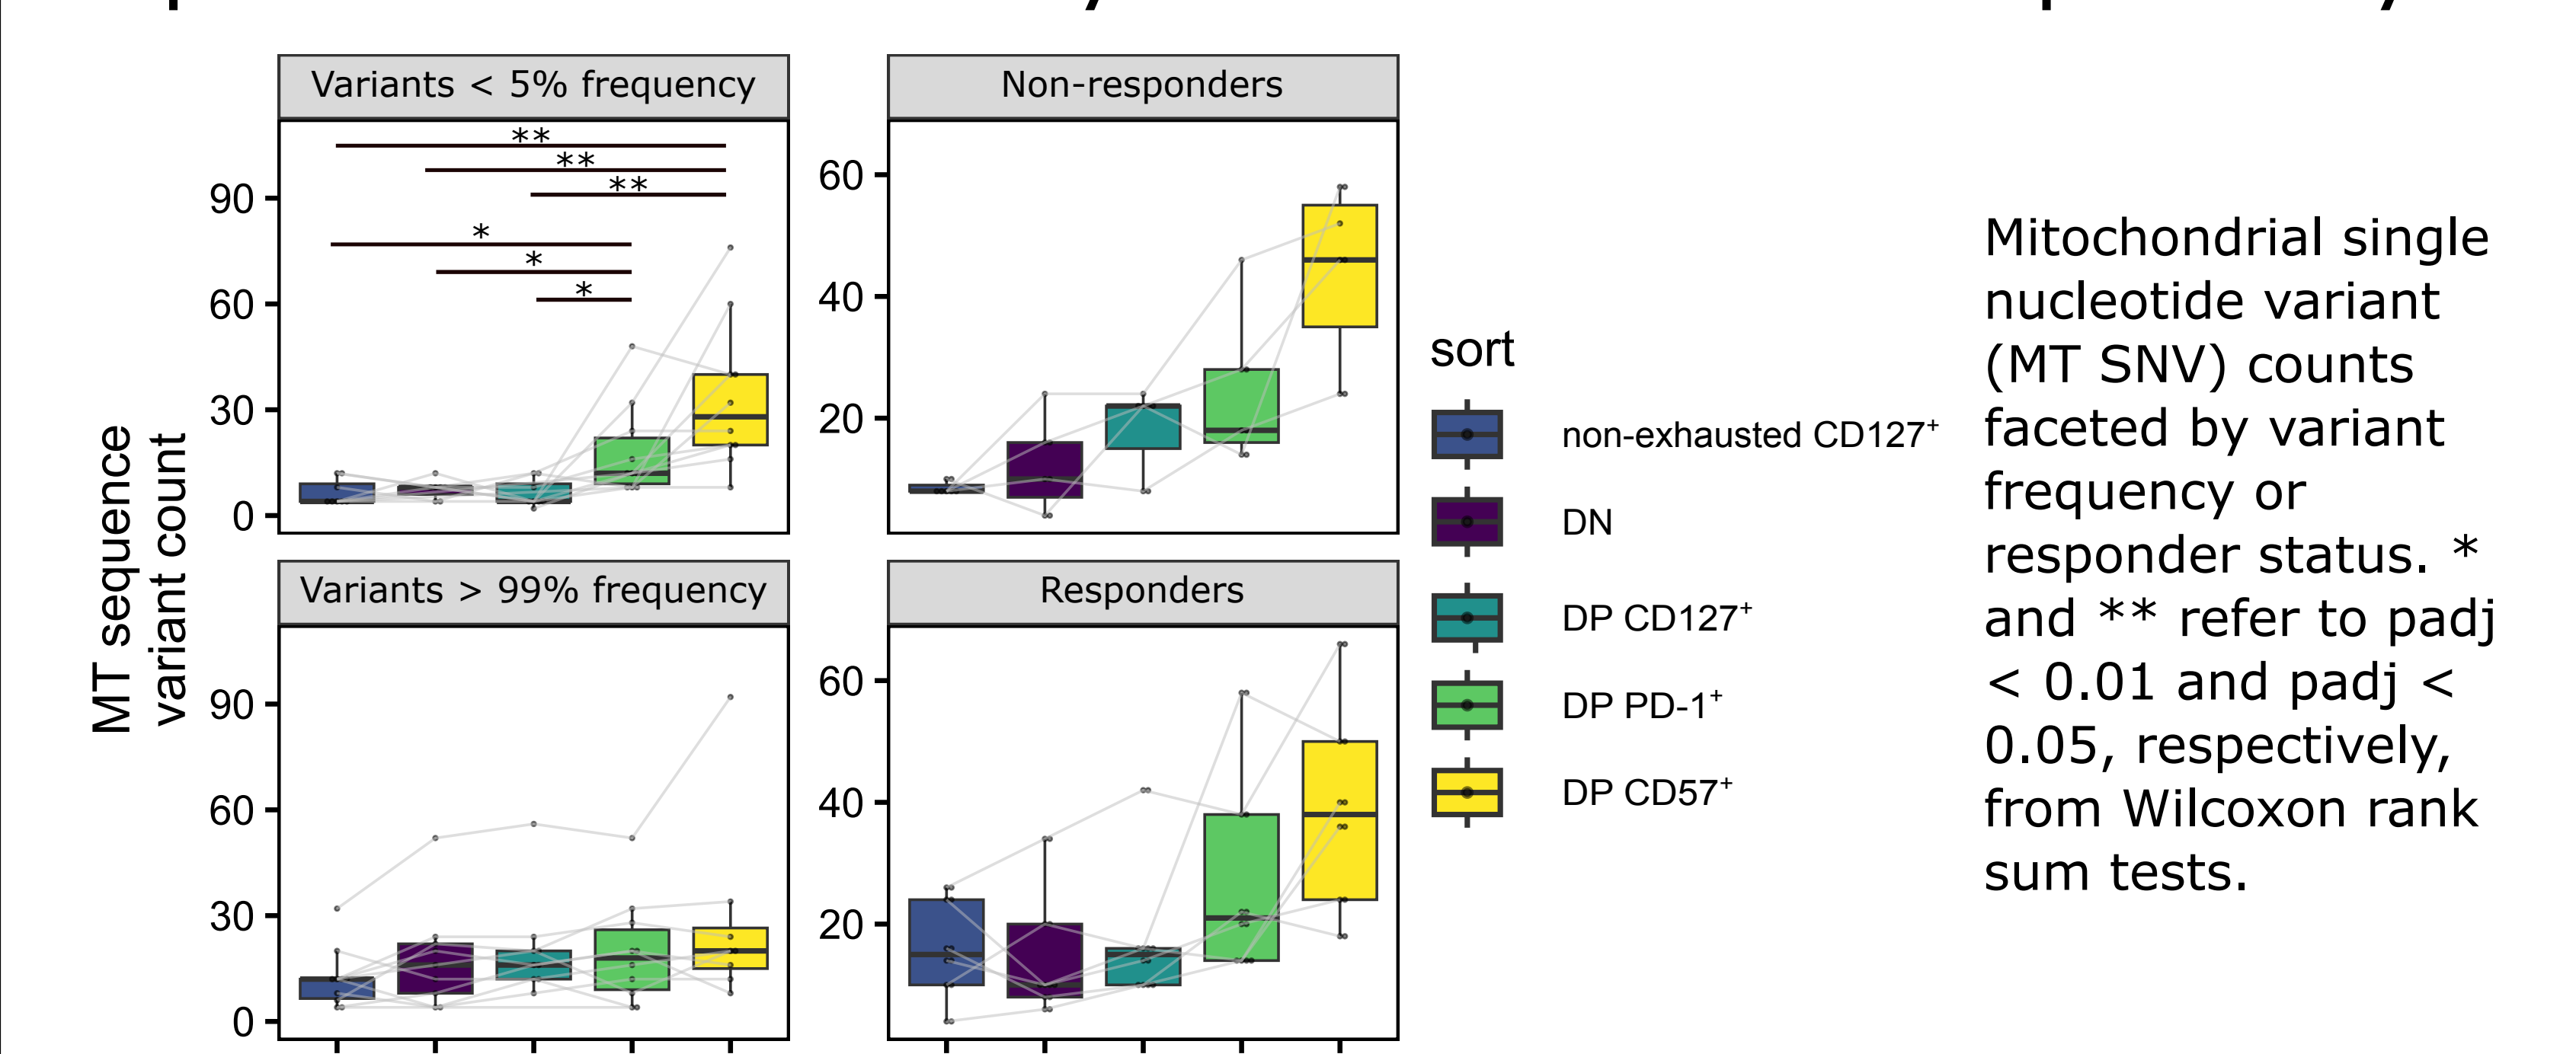 Variants < 5% frequency
**
**
**
*
*
*
90
60
30
0
Non-responders
60
40
20
MT sequence
variant count
Variants > 99% frequency
90
60
30
0
Responders
60
40
20
sort
non-exhausted CD127⁺
DN
DP CD127⁺
DP PD-1⁺
DP CD57⁺
Mitochondrial single
nucleotide variant
(MT SNV) counts
faceted by variant
frequency or
responder status. *
and ** refer to padj
< 0.01 and padj <
0.05, respectively,
from Wilcoxon rank
sum tests.